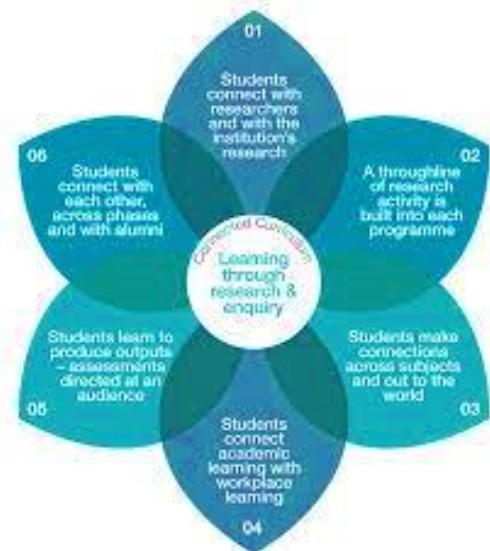 01
Students
connect with
researchers
and with the
institution's
research
02
A throughline
of research
activity is
built into each
programme
Students make
connections
across subjects
and out to the
world
03
Students
connect
academic
learning with
workplace
learning
04
Students learn to
produce outputs
– assessments
directed at an
audience
05
06
Students
connect with
each other,
across phases
and with alumni
Connected Curriculum
Learning
through
research &
enquiry